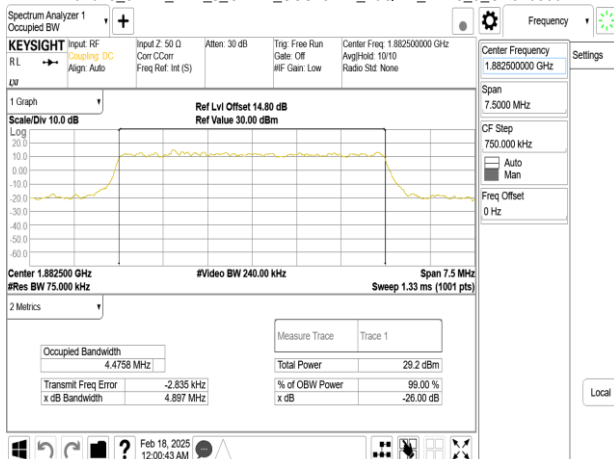 Spectrum Analyzer 1
Occupied BW
+
Frequency
KEYSIGHT
RL
LXI
Input: RF
Coupling: DC
Align: Auto
Input Z: 50 Ω
Corr CCorr
Freq Ref: Int (S)
Atten: 30 dB
Trig: Free Run
Gate: Off
#IF Gain: Low
Center Freq: 1.882500000 GHz
Avg|Hold: 10/10
Radio Std: None
Center Frequency
1.882500000 GHz
Settings
Span
7.5000 MHz
CF Step
750.000 kHz
Auto
Man
Freq Offset
0 Hz
Local
1 Graph
Scale/Div 10.0 dB
Ref Lvl Offset 14.80 dB
Ref Value 30.00 dBm
Log
20.0
10.0
0.00
-10.0
-20.0
-30.0
-40.0
-50.0
-60.0
Center 1.882500 GHz
#Video BW 240.00 kHz
Span 7.5 MHz
#Res BW 75.000 kHz
Sweep 1.33 ms (1001 pts)
2 Metrics
Measure Trace
Trace 1
Occupied Bandwidth
4.4758 MHz
Total Power
29.2 dBm
Transmit Freq Error
-2.835 kHz
% of OBW Power
99.00 %
x dB Bandwidth
4.897 MHz
x dB
-26.00 dB
?
Feb 18, 2025
12:00:43 AM